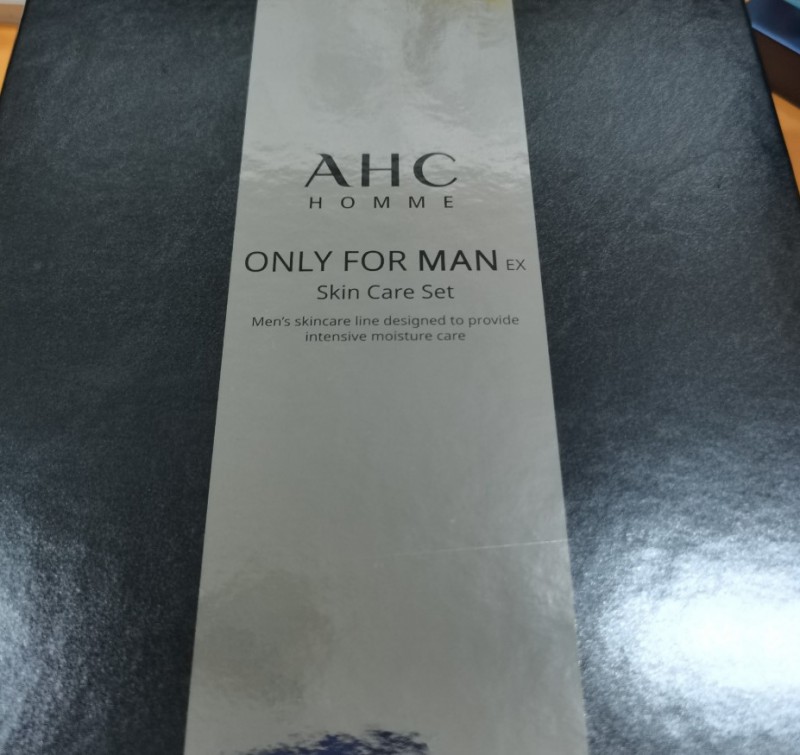 AHC
HOMME
ONLY FOR MAN EX
Skin Care Set
Men's skincare line designed to provide
intensive moisture care